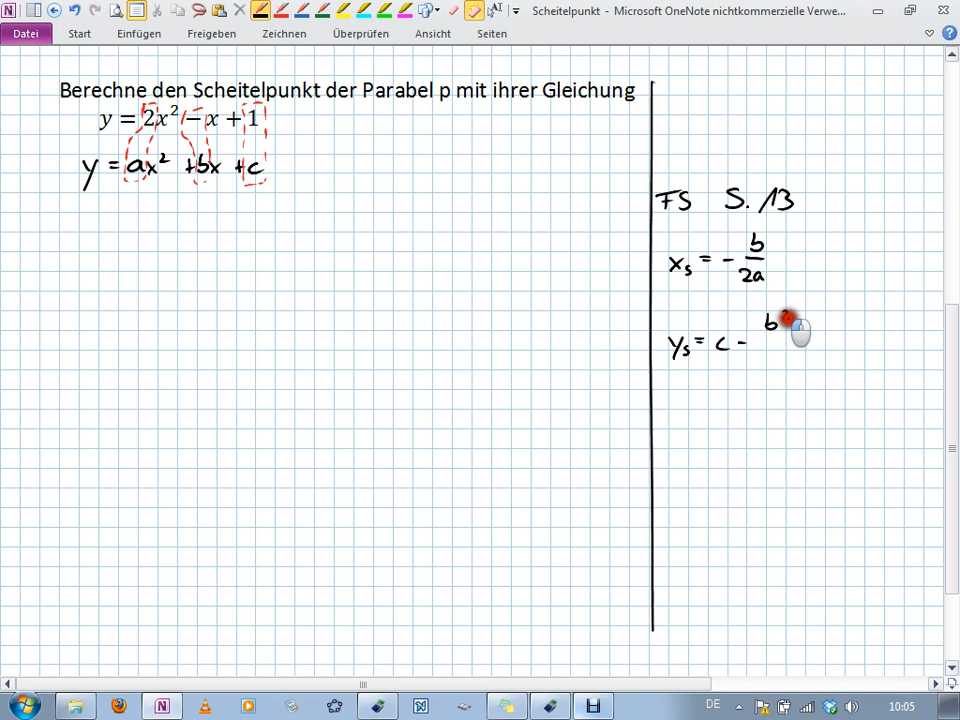 Scheitelpunkt - OneNote nichtkommerzielle Verwe...
Datei Start Einfügen Freigeben Zeichnen Überprüfen Ansicht Seiten
Berechne den Scheitelpunkt der Parabel p mit ihrer Gleichung
y = 2x² − x + 1
y = ax² + bx + c
FS S. 13
xₛ = - b/2a
yₛ = c - b²
DE 10:05